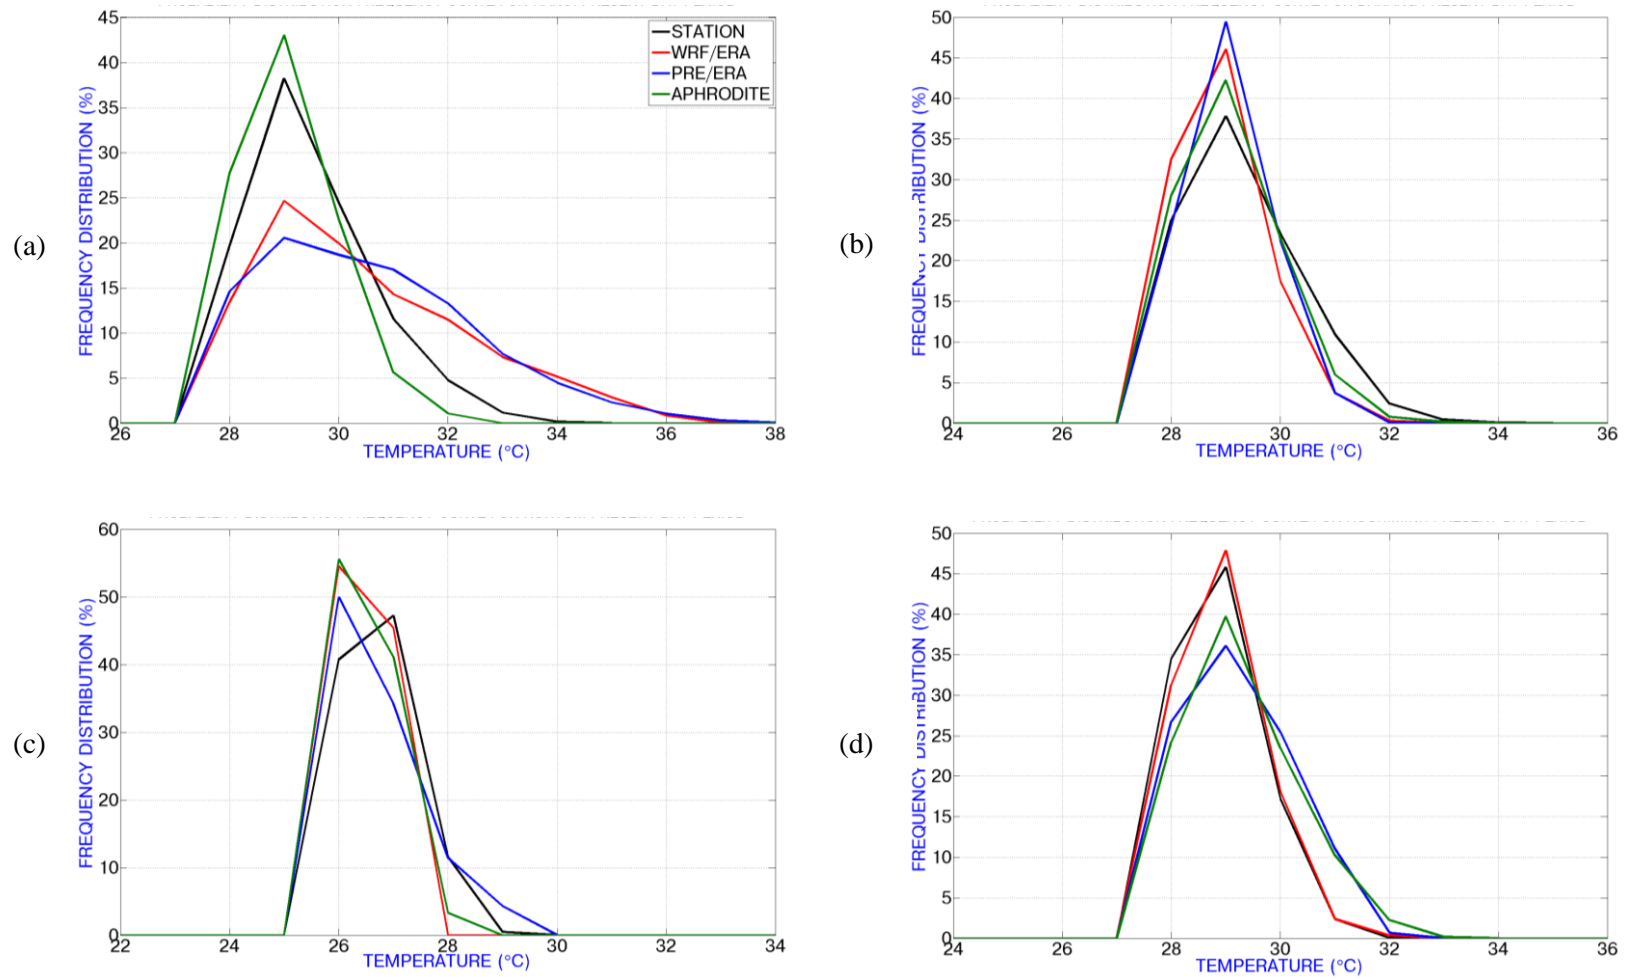 45
40
35
30
25
20
15
10
5
0
26 28 30 32 34 36 38
FREQUENCY DISTRIBUTION (%)
TEMPERATURE (°C)
STATION
WRF/ERA
PRE/ERA
APHRODITE
(a)
50
45
40
35
30
25
20
15
10
5
0
24 26 28 30 32 34 36
FREQUENCY DISTRIBUTION (%)
TEMPERATURE (°C)
(b)
60
50
40
30
20
10
0
22 24 26 28 30 32 34
FREQUENCY DISTRIBUTION (%)
TEMPERATURE (°C)
(c)
50
45
40
35
30
25
20
15
10
5
0
24 26 28 30 32 34 36
FREQUENCY DISTRIBUTION (%)
TEMPERATURE (°C)
(d)